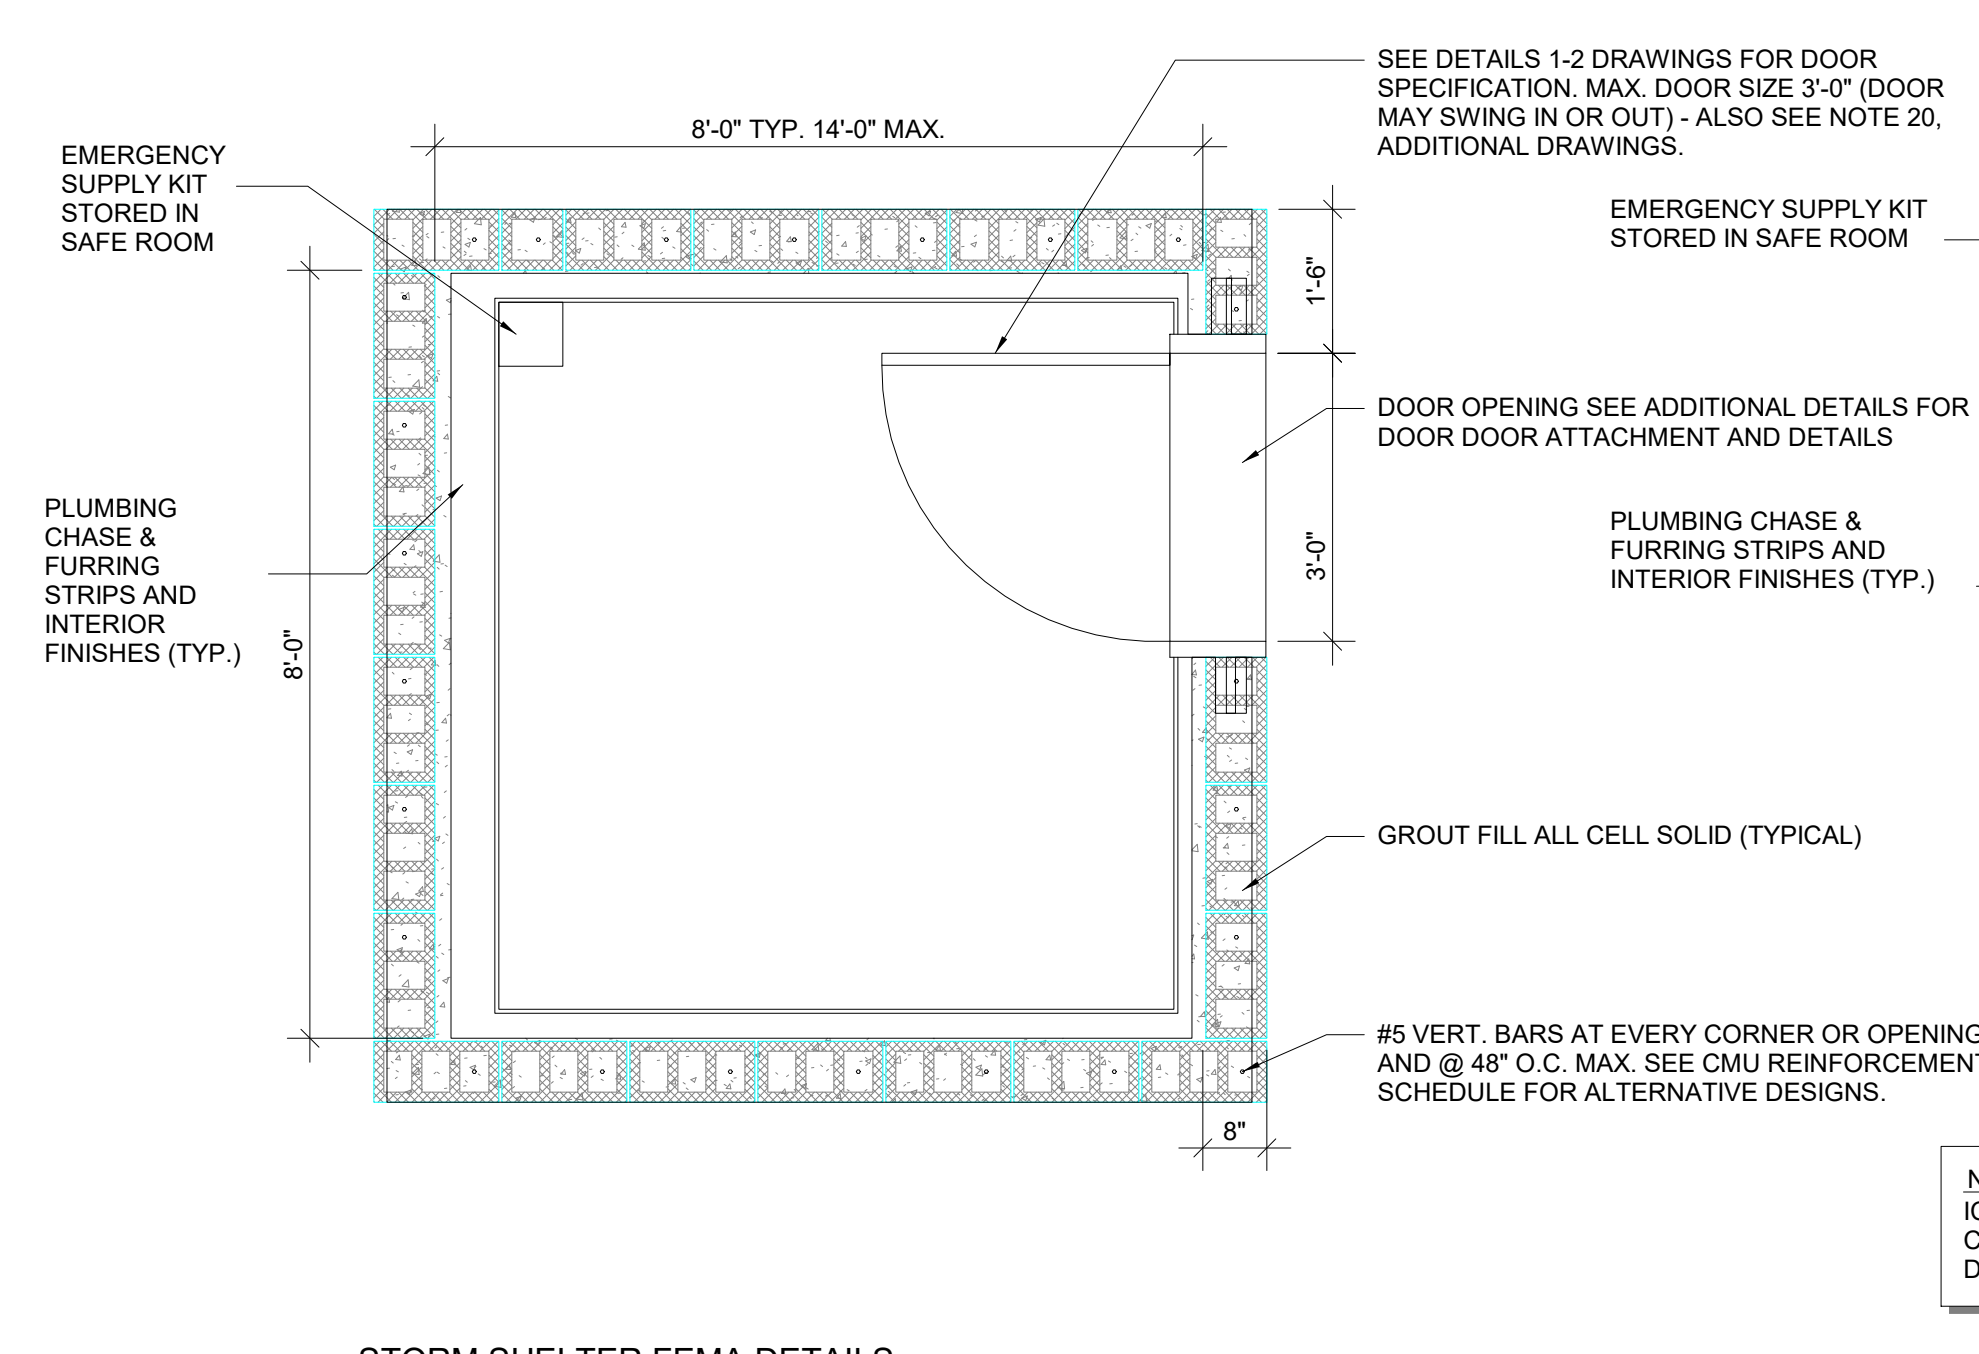 SEE DETAILS 1-2 DRAWINGS FOR DOOR
SPECIFICATION. MAX. DOOR SIZE 3'-0" (DOOR
MAY SWING IN OR OUT) - ALSO SEE NOTE 20,
ADDITIONAL DRAWINGS.
8'-0" TYP. 14'-0" MAX.
EMERGENCY
SUPPLY KIT
STORED IN
SAFE ROOM
EMERGENCY SUPPLY KIT
STORED IN SAFE ROOM
1'-6"
DOOR OPENING SEE ADDITIONAL DETAILS FOR
DOOR DOOR ATTACHMENT AND DETAILS
PLUMBING
CHASE &
FURRING
STRIPS AND
INTERIOR
FINISHES (TYP.)
8'-0"
3'-0"
PLUMBING CHASE &
FURRING STRIPS AND
INTERIOR FINISHES (TYP.)
GROUT FILL ALL CELL SOLID (TYPICAL)
#5 VERT. BARS AT EVERY CORNER OR OPENING
AND @ 48" O.C. MAX. SEE CMU REINFORCEMENT
SCHEDULE FOR ALTERNATIVE DESIGNS.
8"
STORM SHELTER FEMA DETAILS